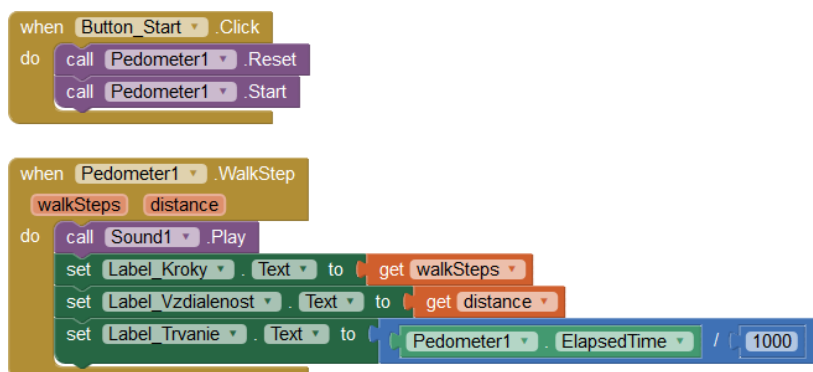 when Button_Start .Click
do call Pedometer1 .Reset
call Pedometer1 .Start
when Pedometer1 .WalkStep
walkSteps distance
do call Sound1 .Play
set Label_Kroky . Text to get walkSteps
set Label_Vzdialenost . Text to get distance
set Label_Trvanie . Text to Pedometer1 . ElapsedTime / 1000